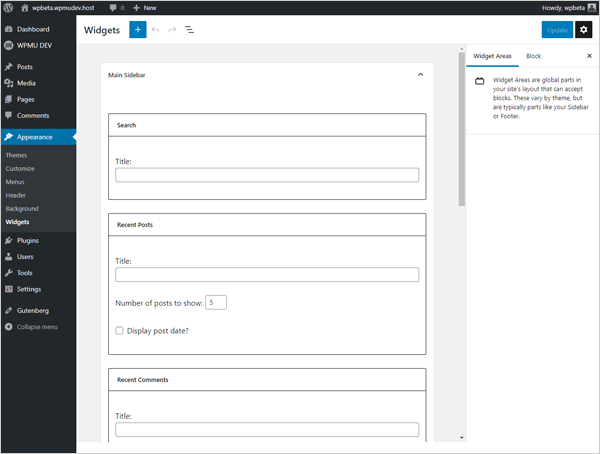 wpbeta.wpmudev.host
0
New
Howdy, wpbeta
Dashboard
WPMU DEV
Posts
Media
Pages
Comments
Appearance
Themes
Customize
Menus
Header
Background
Widgets
Plugins
Users
Tools
Settings
Gutenberg
Collapse menu
Widgets
Update
Main Sidebar
Search
Title:
Recent Posts
Title:
Number of posts to show: 5
Display post date?
Recent Comments
Title:
Widget Areas
Block
Widget Areas are global parts in
your site's layout that can accept
blocks. These vary by theme, but
are typically parts like your Sidebar
or Footer.